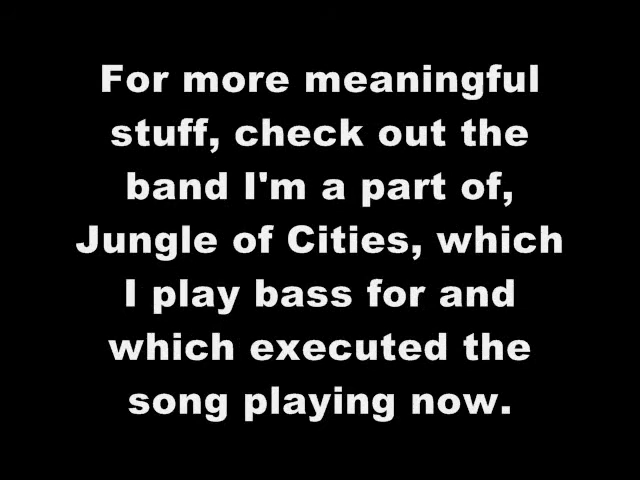 For more meaningful
stuff, check out the
band I'm a part of,
Jungle of Cities, which
I play bass for and
which executed the
song playing now.